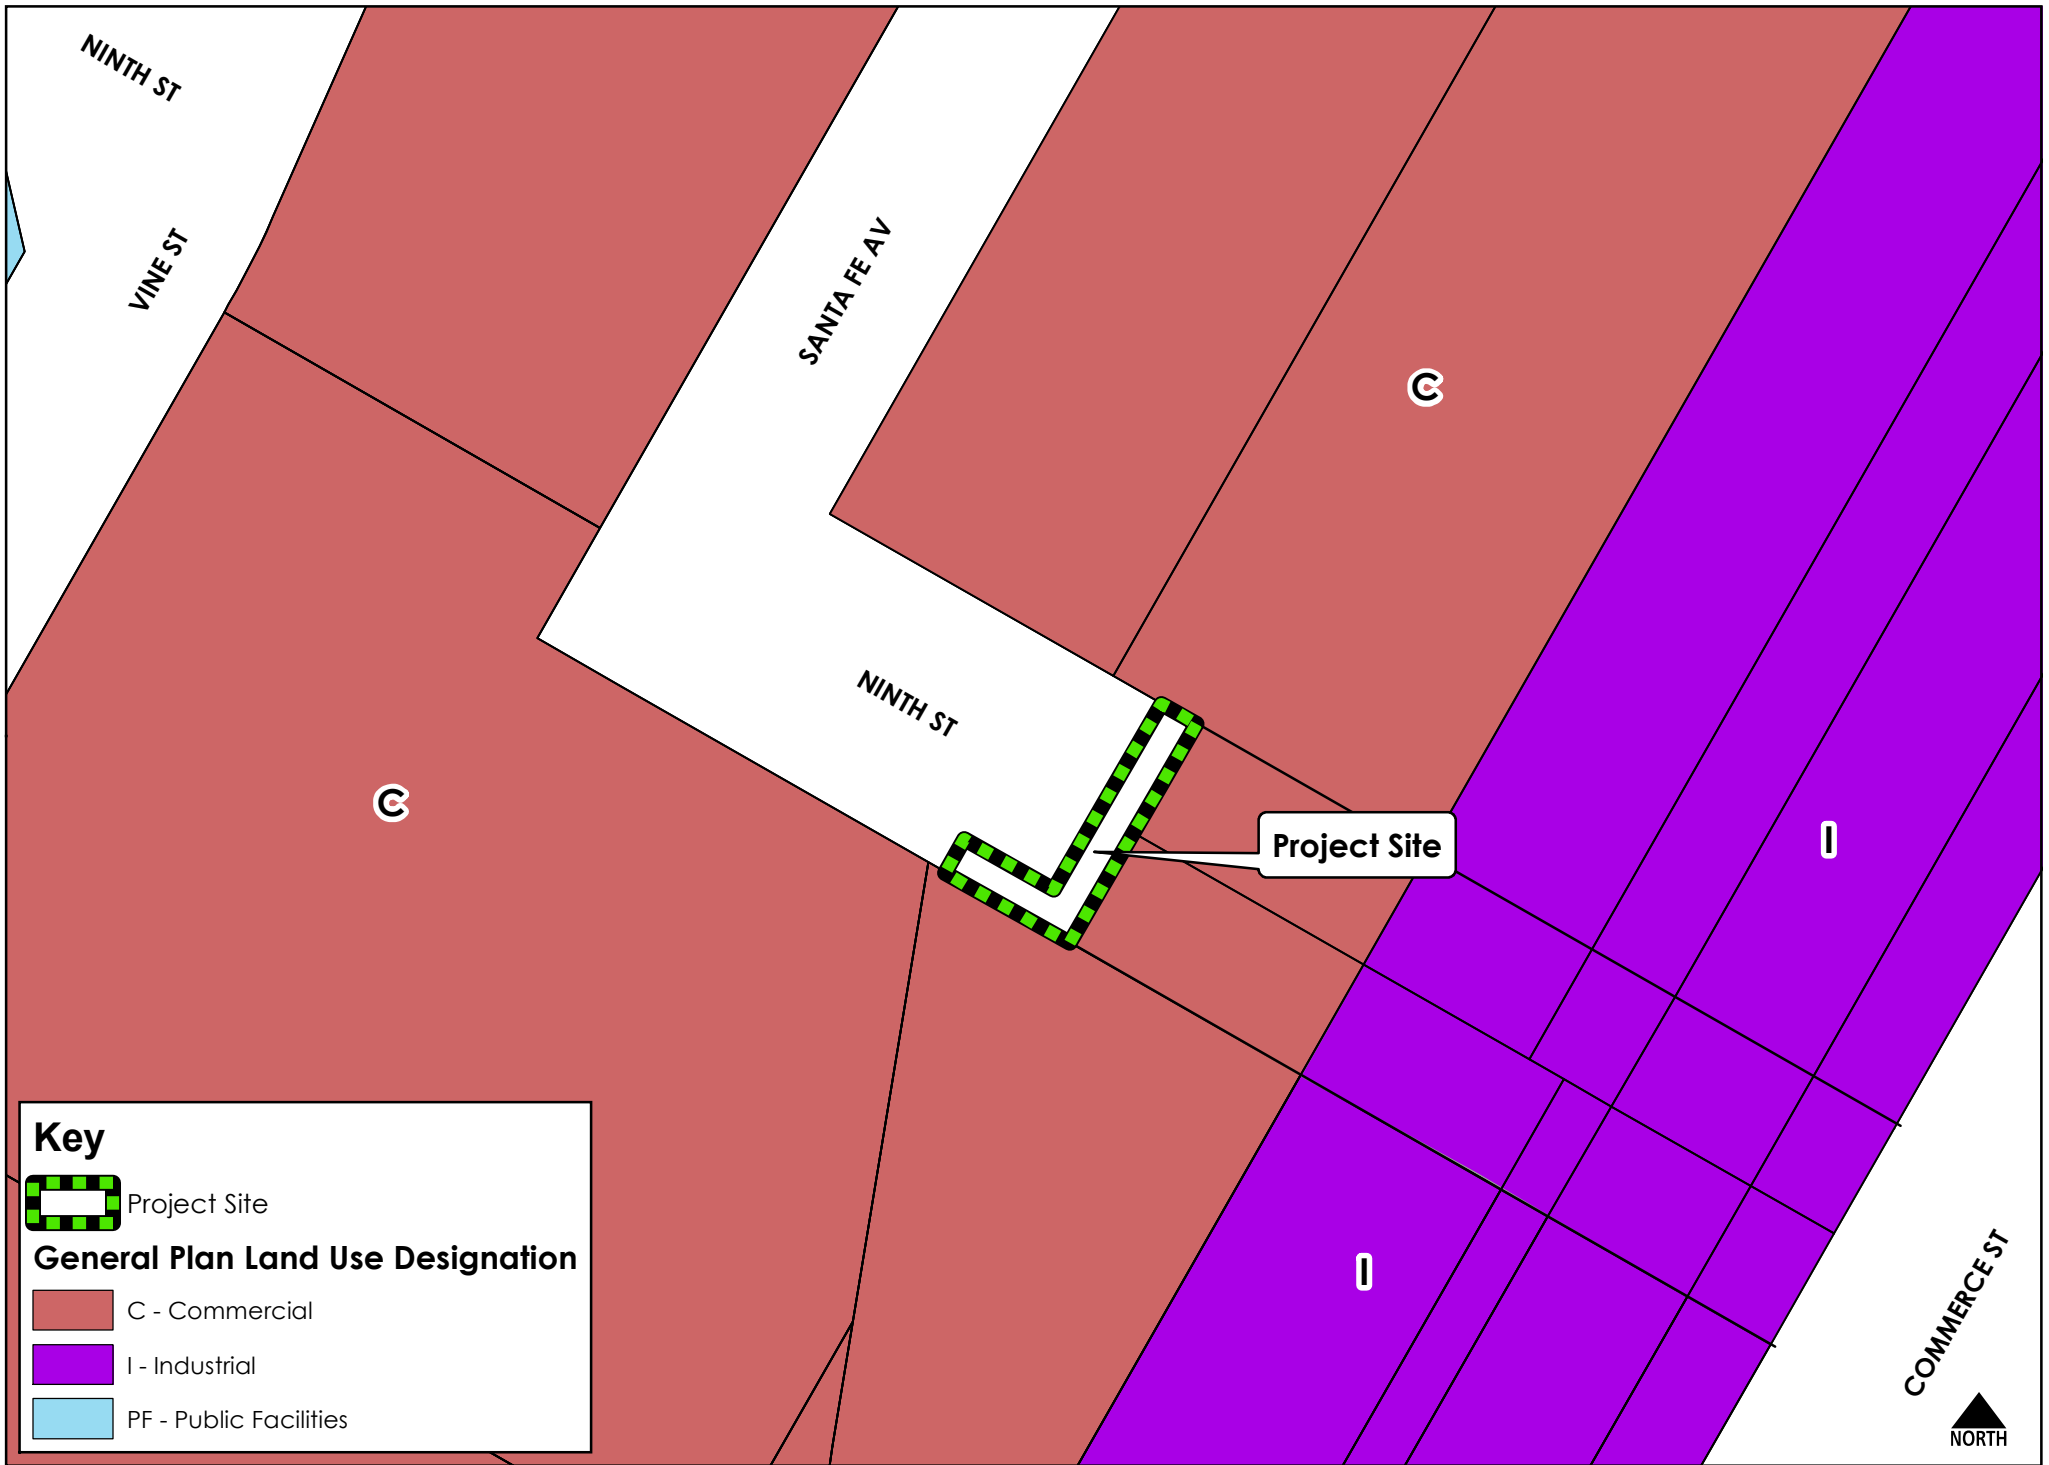 NINTH ST
VINE ST
SANTA FE AV
C
NINTH ST
C
Project Site
I
I
COMMERCE ST
NORTH
Key
Project Site
General Plan Land Use Designation
C - Commercial
I - Industrial
PF - Public Facilities